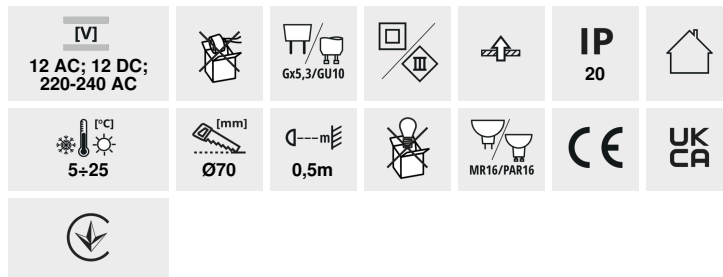 [V]
12 AC; 12 DC;
220-240 AC
Gx5,3/GU10
III
IP
20
[°C]
5÷25
[mm]
Ø70
m
0,5m
MR16/PAR16
CE
UK
CA